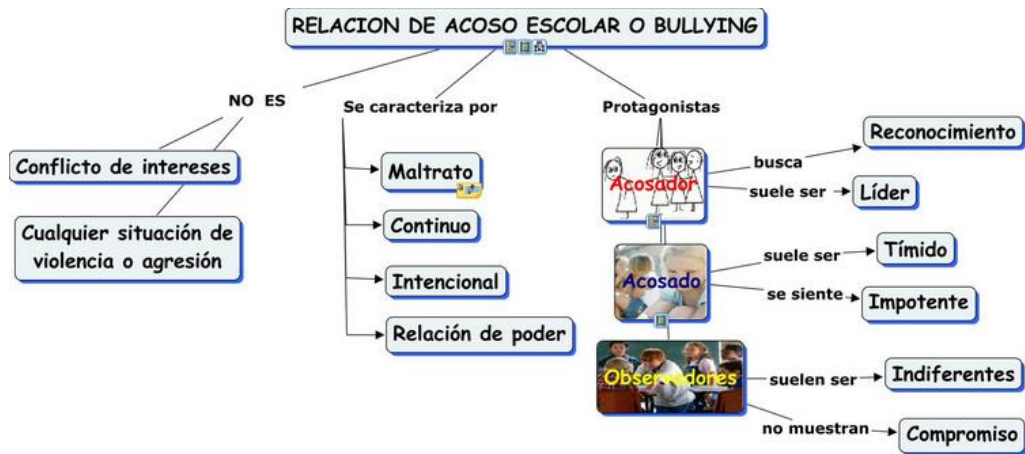 RELACION DE ACOSO ESCOLAR O BULLYING
NO ES
Conflicto de intereses
Cualquier situación de
violencia o agresión
Se caracteriza por
Maltrato
Continuo
Intencional
Relación de poder
Protagonistas
Acosador
busca
Reconocimiento
suele ser
Líder
Acosado
suele ser
Tímido
se siente
Impotente
Observadores
suelen ser
Indiferentes
no muestran
Compromiso